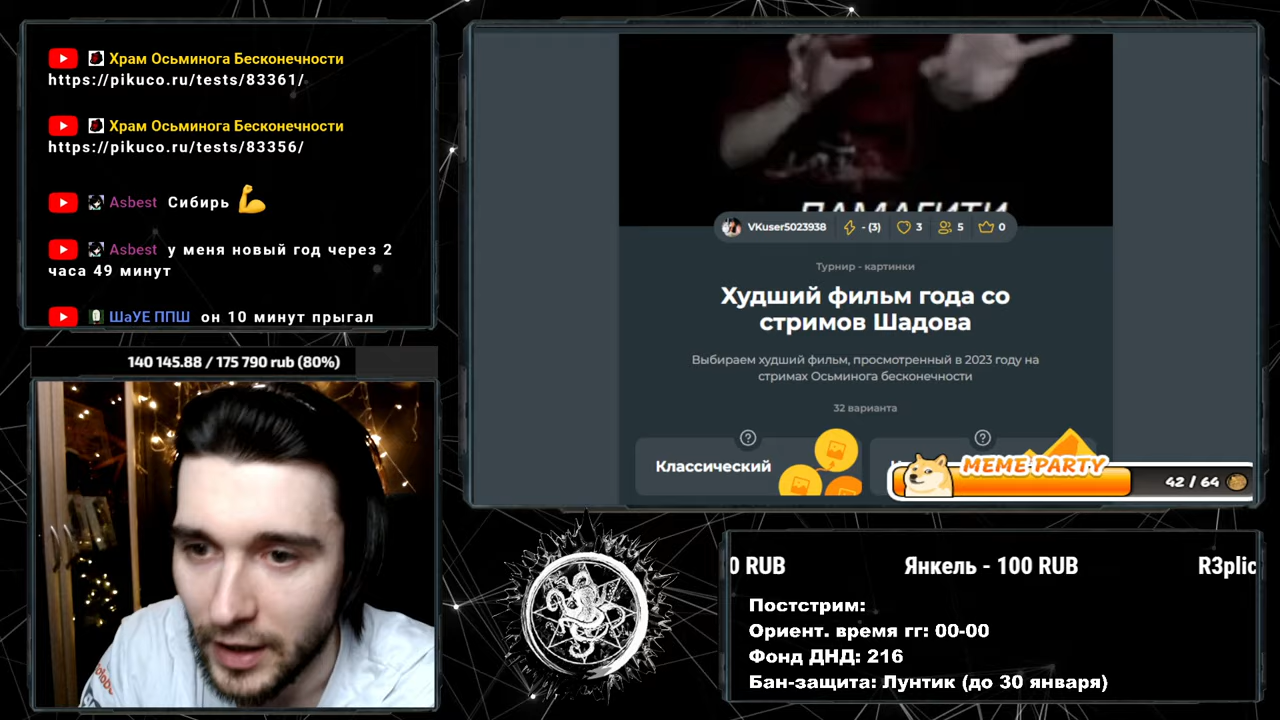 Храм Осьминога Бесконечности
https://pikuco.ru/tests/83361/
Храм Осьминога Бесконечности
https://pikuco.ru/tests/83356/
Asbest Сибирь
Asbest у меня новый год через 2
часа 49 минут
ШаУЕ ППШ он 10 минут прыгал
140 145.88 / 175 790 rub (80%)
ПАМАГИТИ
VKuser5023938 - (3) 3 5 0
Турнир - картинки
Худший фильм года со
стримов Шадова
Выбираем худший фильм, просмотренный в 2023 году на
стримах Осьминога бесконечности
32 варианта
Классический
MEME PARTY
42 / 64
0 RUB Янкель - 100 RUB R3plic
Постстрим:
Ориент. время гг: 00-00
Фонд ДНД: 216
Бан-защита: Лунтик (до 30 января)